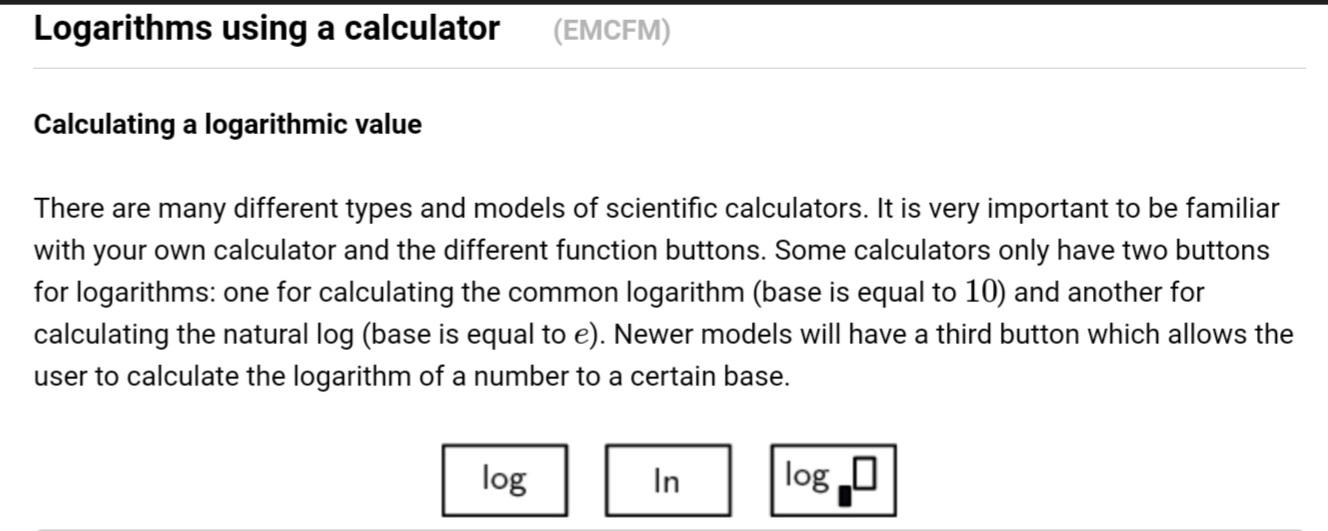 Logarithms using a calculator (EMCFM)
Calculating a logarithmic value
There are many different types and models of scientific calculators. It is very important to be familiar
with your own calculator and the different function buttons. Some calculators only have two buttons
for logarithms: one for calculating the common logarithm (base is equal to 10) and another for
calculating the natural log (base is equal to e). Newer models will have a third button which allows the
user to calculate the logarithm of a number to a certain base.
log ln log ▮▯